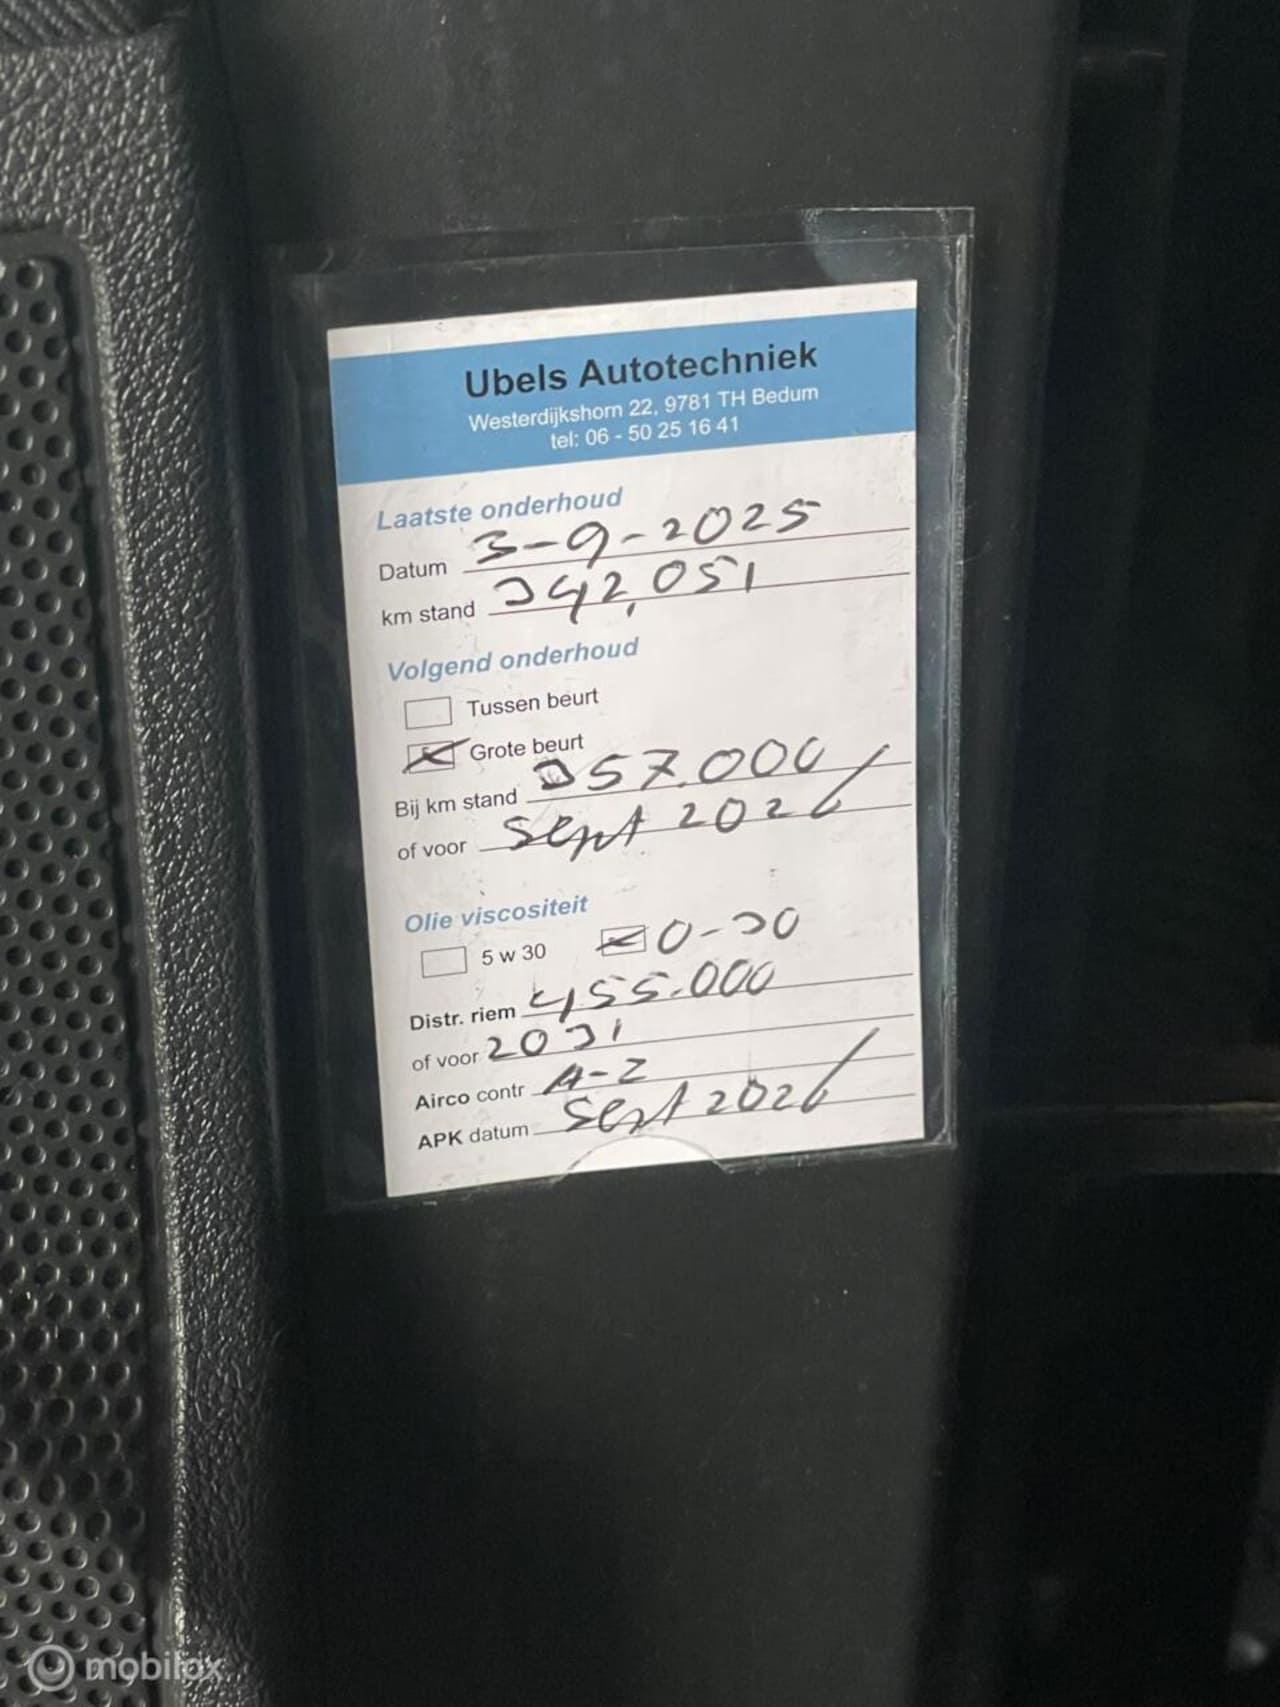 Ubels Autotechniek
Westerdijkshorn 22, 9781 TH Bedum
tel: 06 - 50 25 16 41
Laatste onderhoud
Datum 3-9-2025
km stand 342,051
Volgend onderhoud
Tussen beurt
Grote beurt
Bij km stand 357.000
of voor sept 2026
Olie viscositeit
5 w 30 0-30
Distr. riem 455.000
of voor 2031
Airco contr A-Z
APK datum sept 2026
mobilox